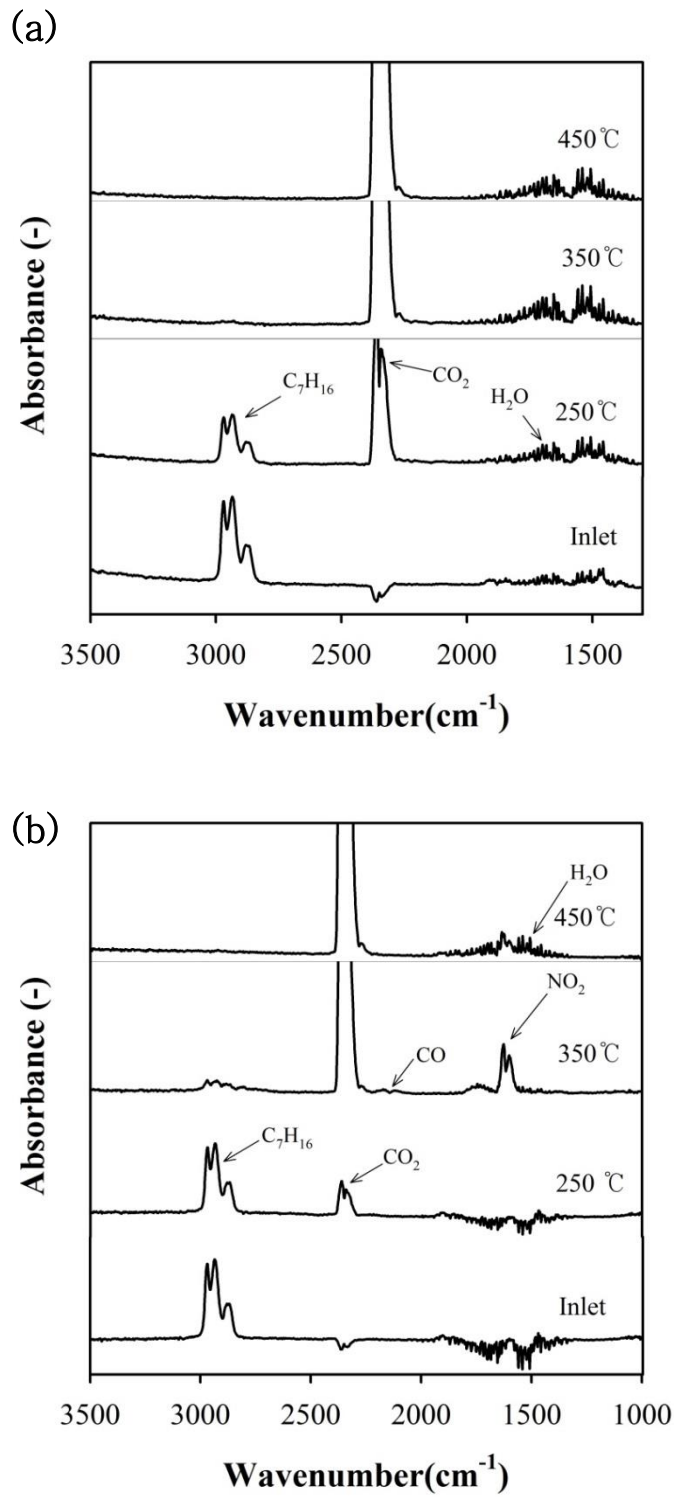 (a)
Absorbance (-)
450℃
350℃
C₇H₁₆
CO₂
H₂O
250℃
Inlet
3500 3000 2500 2000 1500
Wavenumber(cm⁻¹)
(b)
Absorbance (-)
H₂O
450℃
NO₂
CO
350℃
C₇H₁₆
CO₂
250 ℃
Inlet
3500 3000 2500 2000 1500 1000
Wavenumber(cm⁻¹)